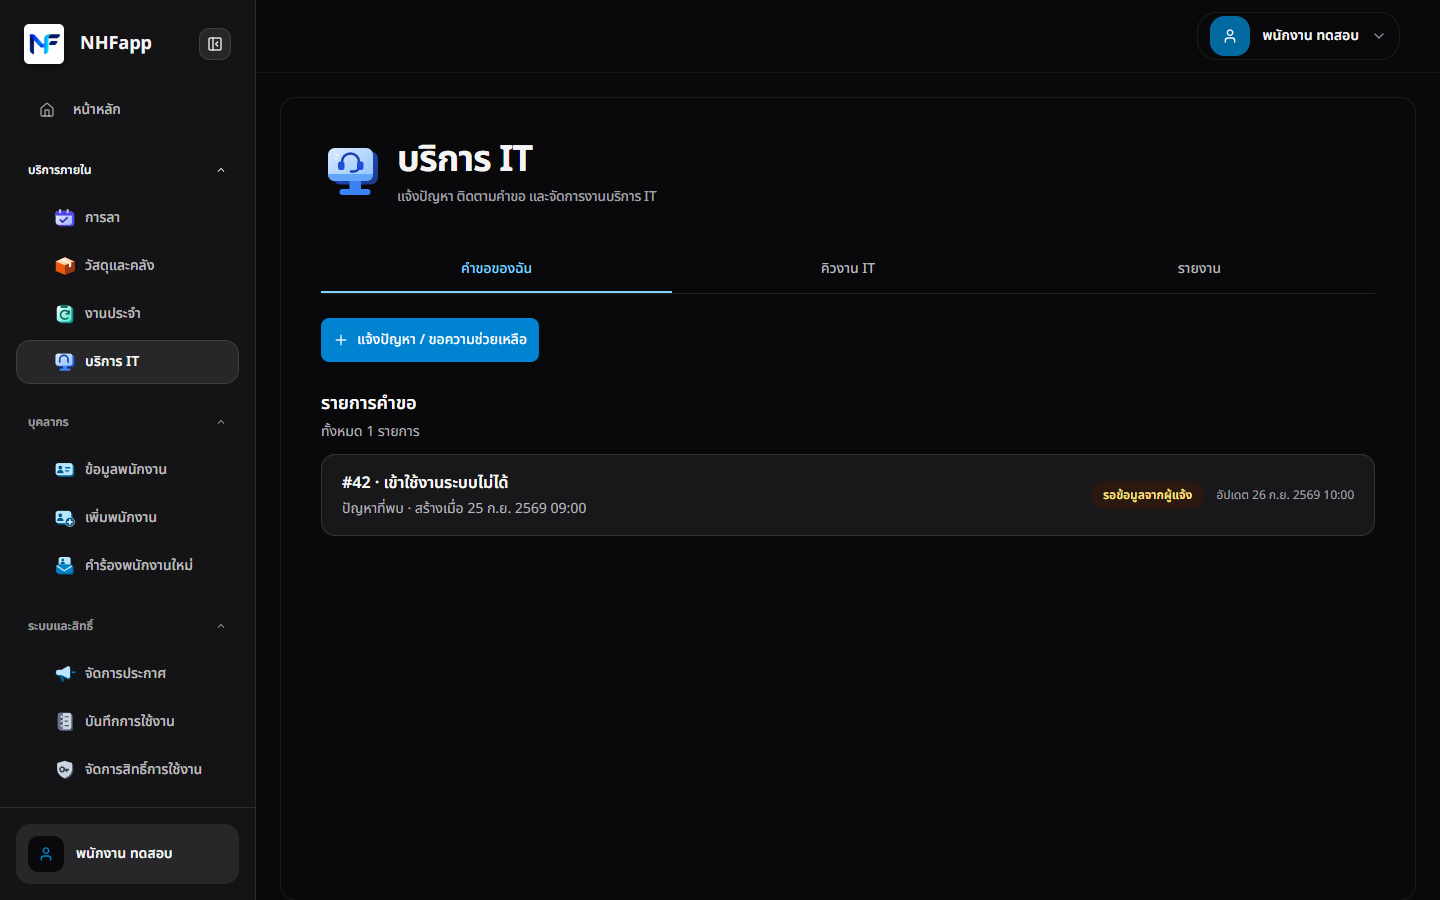 NHFapp
พนักงาน ทดสอบ
หน้าหลัก
บริการภายใน
การลา
วัสดุและคลัง
งานประจำ
บริการ IT
บุคลากร
ข้อมูลพนักงาน
เพิ่มพนักงาน
คำร้องพนักงานใหม่
ระบบและสิทธิ์
จัดการประกาศ
บันทึกการใช้งาน
จัดการสิทธิ์การใช้งาน
พนักงาน ทดสอบ
บริการ IT
แจ้งปัญหา ติดตามคำขอ และจัดการงานบริการ IT
คำขอของฉัน
คิวงาน IT
รายงาน
แจ้งปัญหา / ขอความช่วยเหลือ
รายการคำขอ
ทั้งหมด 1 รายการ
#42 · เข้าใช้งานระบบไม่ได้
ปัญหาที่พบ · สร้างเมื่อ 25 ก.ย. 2569 09:00
รอข้อมูลจากผู้แจ้ง
อัปเดต 26 ก.ย. 2569 10:00